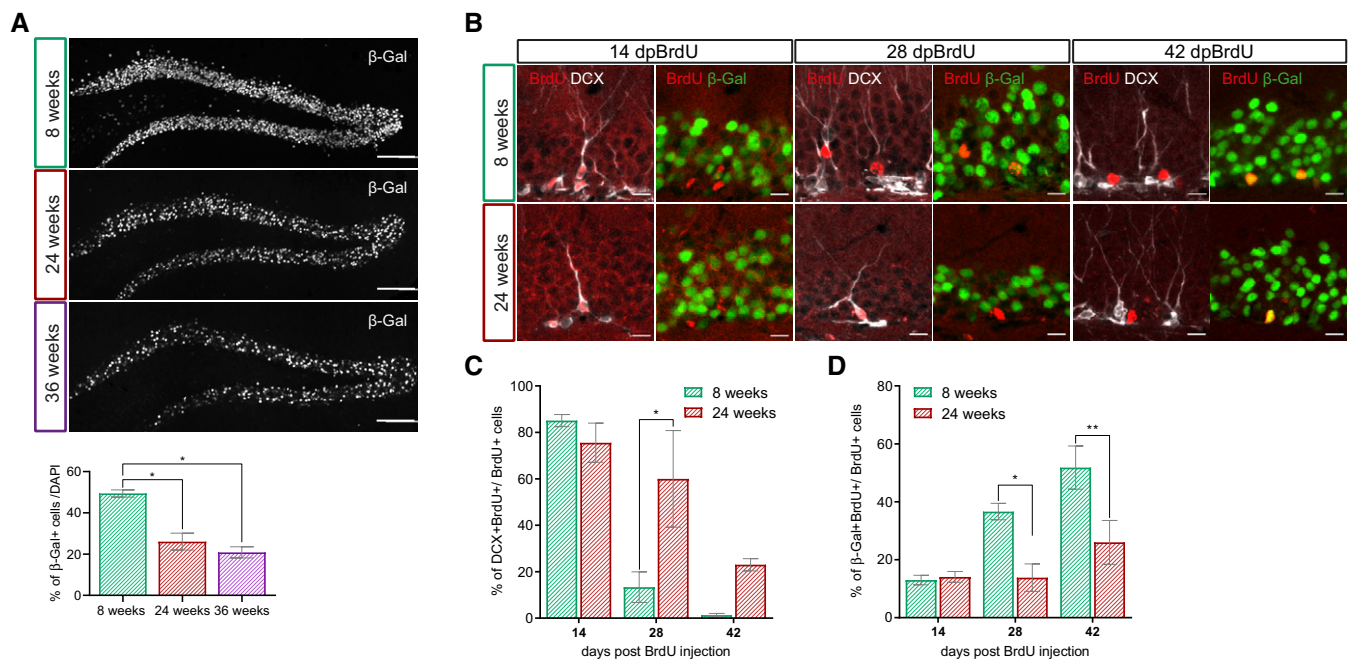 A
8 weeks
β-Gal
24 weeks
β-Gal
36 weeks
β-Gal
% of β-Gal+ cells /DAPI
60
40
20
0
*
*
8 weeks 24 weeks 36 weeks
B
14 dpBrdU 28 dpBrdU 42 dpBrdU
8 weeks
BrdU DCX BrdU β-Gal BrdU DCX BrdU β-Gal BrdU DCX BrdU β-Gal
24 weeks
C
% of DCX+BrdU+/ BrdU+ cells
100
80
60
40
20
0
8 weeks
24 weeks
*
14 28 42
days post BrdU injection
D
% of β-Gal+BrdU+/ BrdU+ cells
80
60
40
20
0
8 weeks
24 weeks
*
**
14 28 42
days post BrdU injection